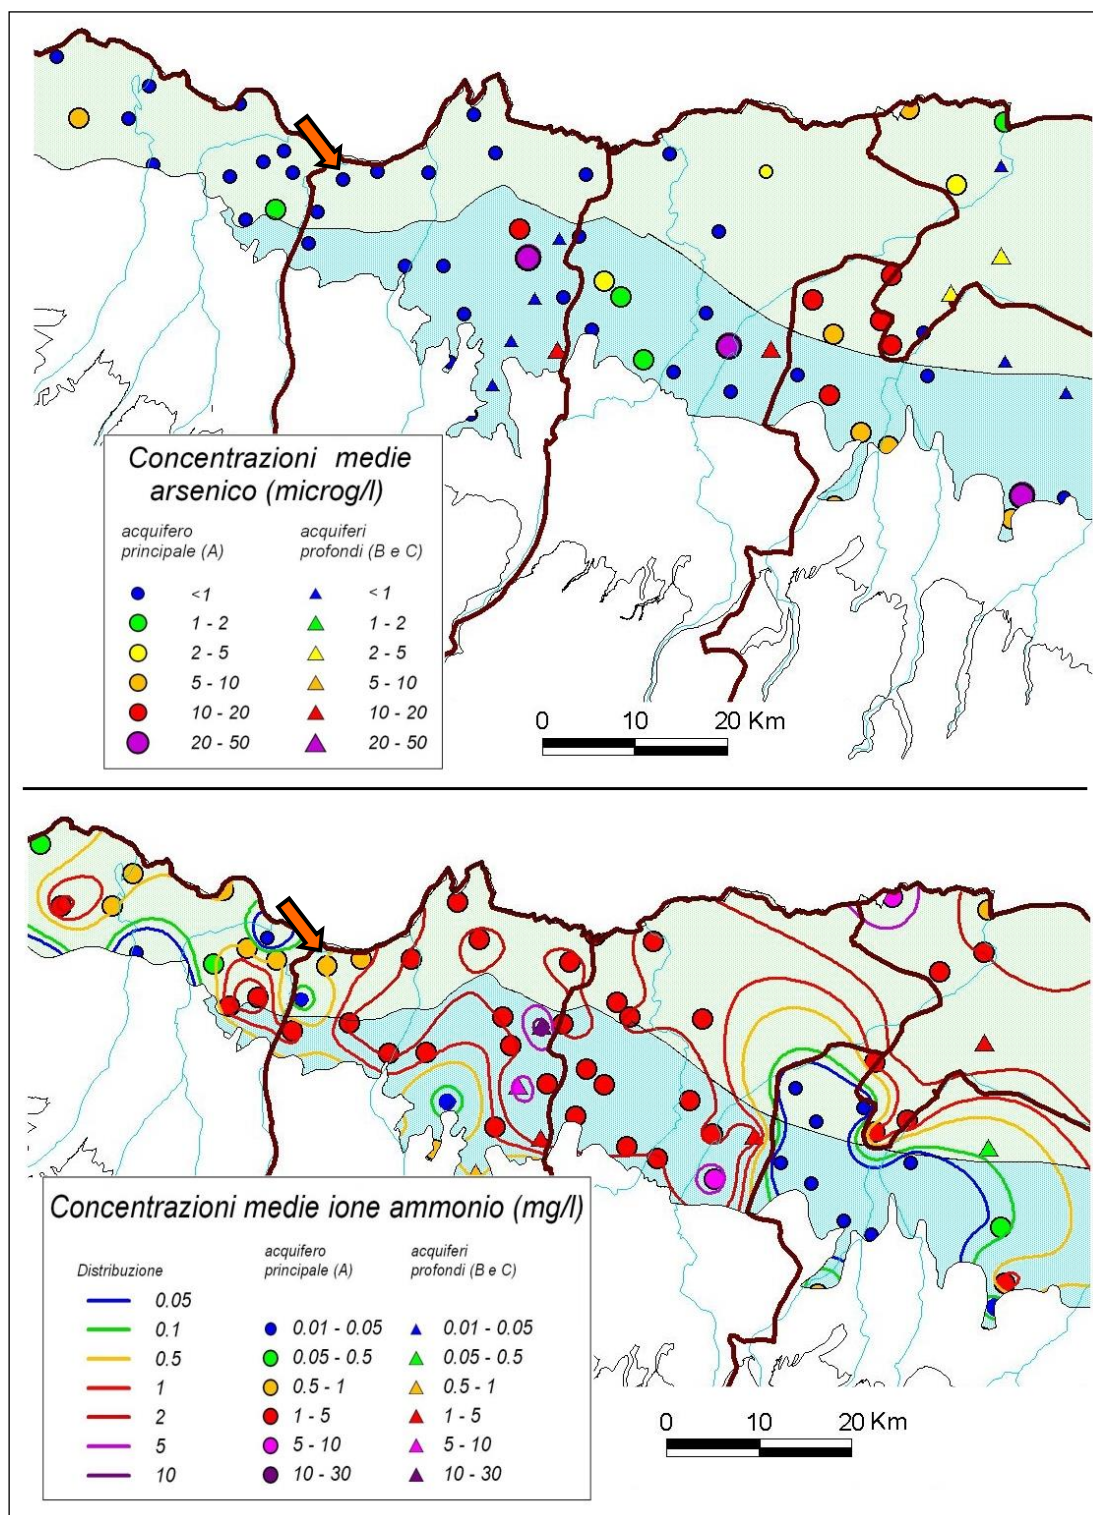 Concentrazioni medie
arsenico (microg/l)
acquifero
principale (A)
acquiferi
profondi (B e C)
<1 <1
1 - 2 1 - 2
2 - 5 2 - 5
5 - 10 5 - 10
10 - 20 10 - 20
20 - 50 20 - 50
0 10 20 Km
Concentrazioni medie ione ammonio (mg/l)
Distribuzione
acquifero
principale (A)
acquiferi
profondi (B e C)
0.05
0.1 0.01 - 0.05 0.01 - 0.05
0.5 0.05 - 0.5 0.05 - 0.5
1 0.5 - 1 0.5 - 1
2 1 - 5 1 - 5
5 5 - 10 5 - 10
10 10 - 30 10 - 30
0 10 20 Km